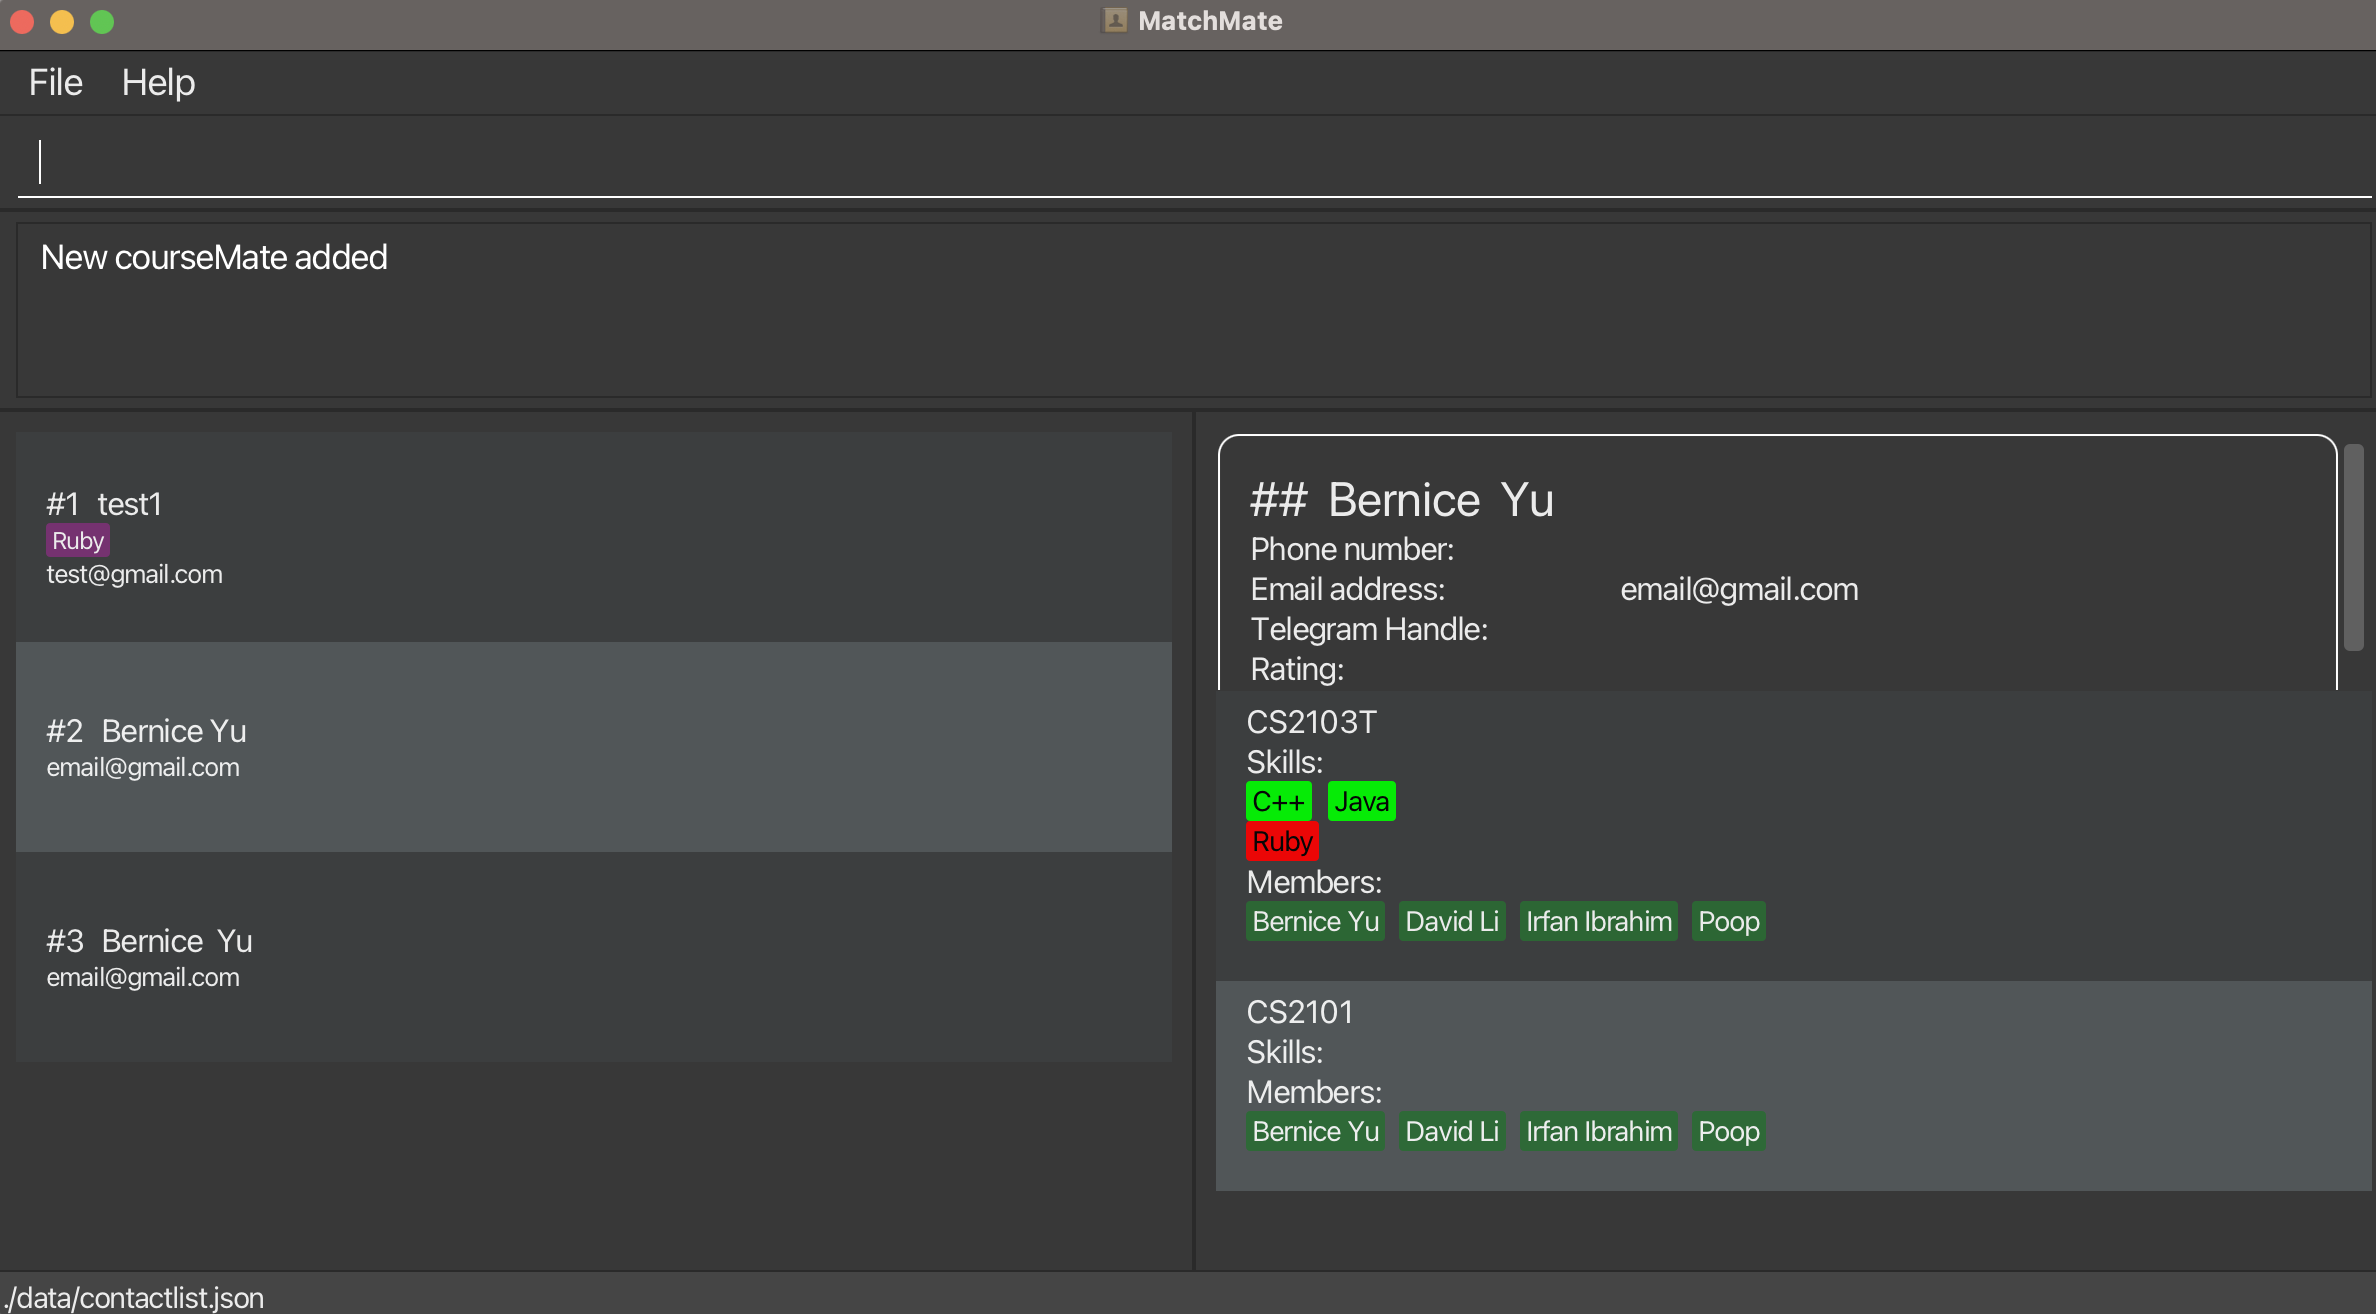 MatchMate
File Help
New courseMate added
#1 test1
Ruby
test@gmail.com
#2 Bernice Yu
email@gmail.com
#3 Bernice  Yu
email@gmail.com
## Bernice  Yu
Phone number:
Email address: email@gmail.com
Telegram Handle:
Rating:
CS2103T
Skills:
C++ Java
Ruby
Members:
Bernice Yu David Li Irfan Ibrahim Poop
CS2101
Skills:
Members:
Bernice Yu David Li Irfan Ibrahim Poop
./data/contactlist.json